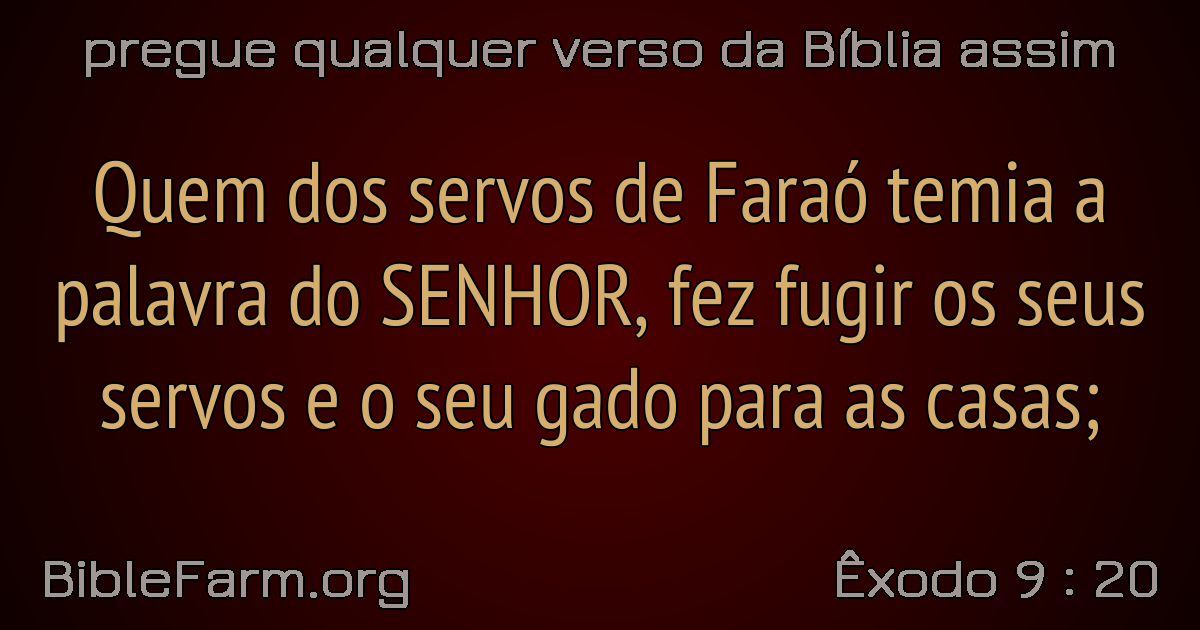 pregue qualquer verso da Bíblia assim
Quem dos servos de Faraó temia a
palavra do SENHOR, fez fugir os seus
servos e o seu gado para as casas;
BibleFarm.org
Êxodo 9 : 20